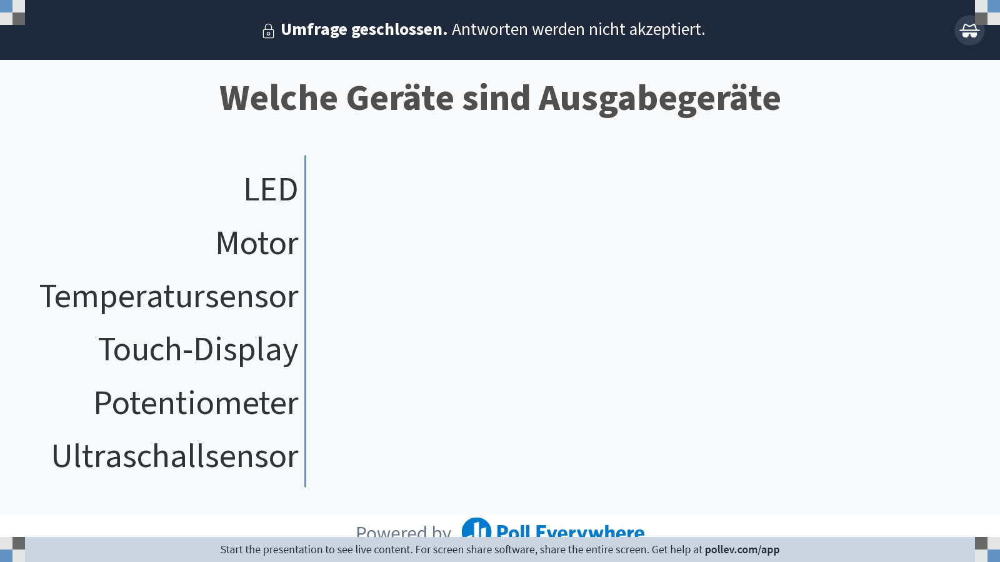 Umfrage geschlossen. Antworten werden nicht akzeptiert.
Welche Geräte sind Ausgabegeräte
LED
Motor
Temperatursensor
Touch-Display
Potentiometer
Ultraschallsensor
Powered by Poll Everywhere
Start the presentation to see live content. For screen share software, share the entire screen. Get help at pollev.com/app